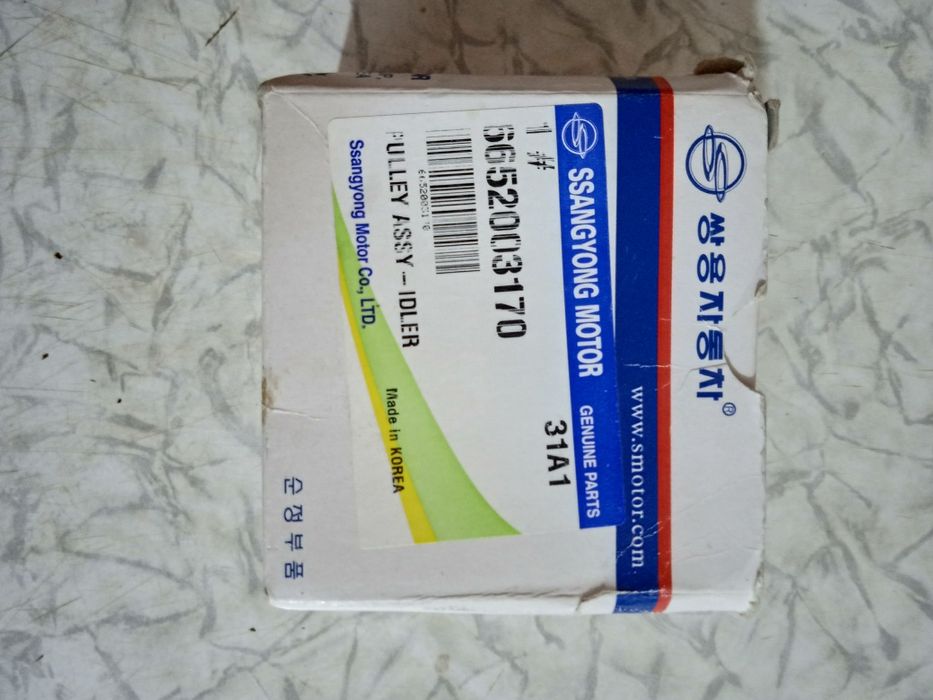 쌍용자동차®
www.smotor.com
SSANGYONG MOTOR GENUINE PARTS
1 # 31A1
6652003170
6652003170
PULLEY ASSY-IDLER Made in KOREA
Ssangyong Motor Co., LTD.
순정부품